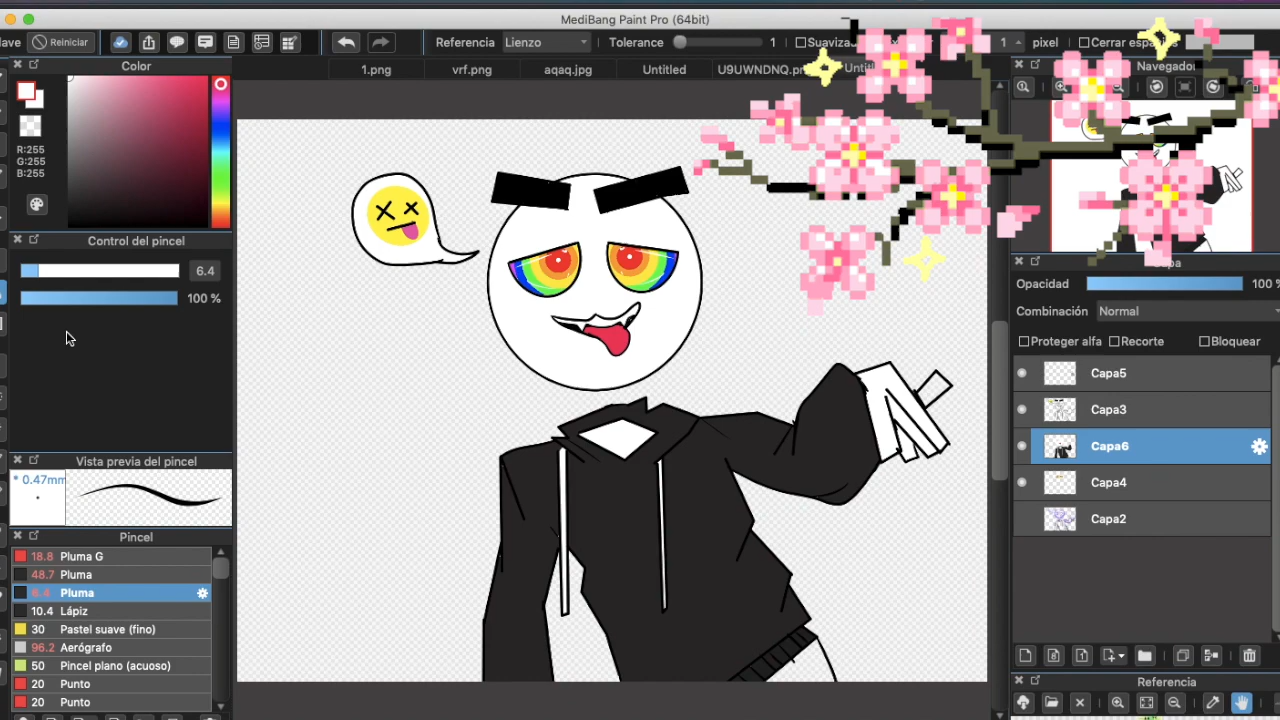 MediBang Paint Pro (64bit)
lave Reiniciar Referencia Lienzo Tolerance 1 Suaviza 1 pixel Cerrar espa
1.png vrf.png aqaq.jpg Untitled U9UWNDNQ.pn Untitl
Color
R:255
G:255
B:255
Control del pincel
6.4
100 %
Vista previa del pincel
* 0.47mm
Pincel
18.8 Pluma G
48.7 Pluma
6.4 Pluma
10.4 Lápiz
30 Pastel suave (fino)
96.2 Aerógrafo
50 Pincel plano (acuoso)
20 Punto
20 Punto
Navegador
Capa
Opacidad 100 %
Combinación Normal
Proteger alfa Recorte Bloquear
Capa5
Capa3
Capa6
Capa4
Capa2
Referencia